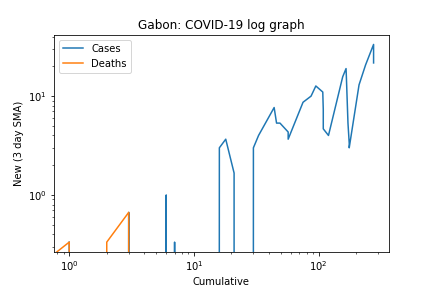 Gabon: COVID-19 log graph
Cases
Deaths
New (3 day SMA)
10¹
10⁰
10⁰
10¹
10²
Cumulative